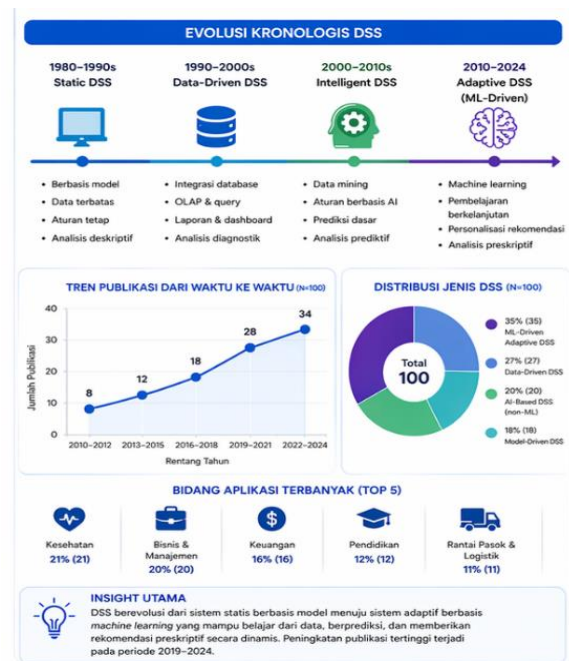 EVOLUSI KRONOLOGIS DSS
1980–1990s
Static DSS
• Berbasis model
• Data terbatas
• Aturan tetap
• Analisis deskriptif
1990–2000s
Data-Driven DSS
• Integrasi database
• OLAP & query
• Laporan & dashboard
• Analisis diagnostik
2000–2010s
Intelligent DSS
• Data mining
• Aturan berbasis AI
• Prediksi dasar
• Analisis prediktif
2010–2024
Adaptive DSS
(ML-Driven)
• Machine learning
• Pembelajaran
berkelanjutan
• Personalisasi rekomendasi
• Analisis preskriptif
TREN PUBLIKASI DARI WAKTU KE WAKTU (N=100)
Jumlah Publikasi
40
30
20
10
0
8
12
18
28
34
2010–2012
2013–2015
2016–2018
2019–2021
2022–2024
Rentang Tahun
DISTRIBUSI JENIS DSS (N=100)
Total
100
35% (35)
ML-Driven
Adaptive DSS
27% (27)
Data-Driven DSS
20% (20)
AI-Based DSS
(non-ML)
18% (18)
Model-Driven DSS
BIDANG APLIKASI TERBANYAK (TOP 5)
Kesehatan
21% (21)
Bisnis &
Manajemen
20% (20)
$
Keuangan
16% (16)
Pendidikan
12% (12)
Rantai Pasok &
Logistik
11% (11)
INSIGHT UTAMA
DSS berevolusi dari sistem statis berbasis model menuju sistem adaptif berbasis
machine learning yang mampu belajar dari data, berprediksi, dan memberikan
rekomendasi preskriptif secara dinamis. Peningkatan publikasi tertinggi terjadi
pada periode 2019–2024.